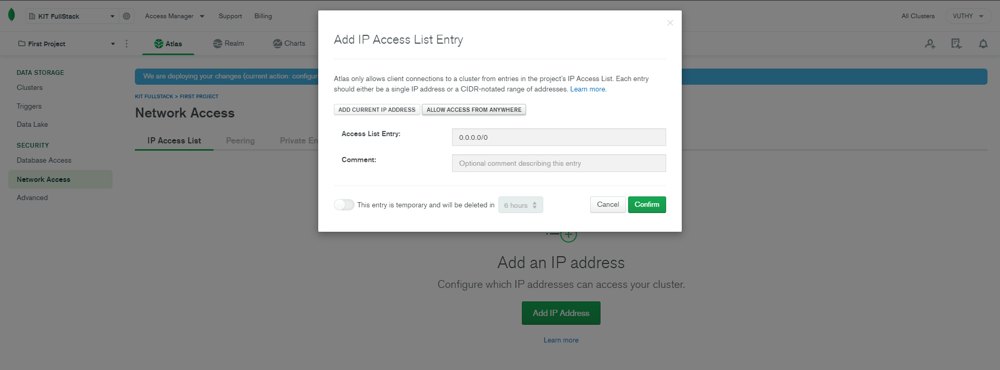 KIT FullStack
Access Manager
Support
Billing
All Clusters
VUTHY
First Project
Atlas
Realm
Charts
DATA STORAGE
Clusters
Triggers
Data Lake
SECURITY
Database Access
Network Access
Advanced
We are deploying your changes (current action: configuri
KIT FULLSTACK > FIRST PROJECT
Network Access
IP Access List
Peering
Private En
Add IP Access List Entry
Atlas only allows client connections to a cluster from entries in the project's IP Access List. Each entry
should either be a single IP address or a CIDR-notated range of addresses. Learn more.
ADD CURRENT IP ADDRESS
ALLOW ACCESS FROM ANYWHERE
Access List Entry:
0.0.0.0/0
Comment:
Optional comment describing this entry
This entry is temporary and will be deleted in
6 hours
Cancel
Confirm
Add an IP address
Configure which IP addresses can access your cluster.
Add IP Address
Learn more